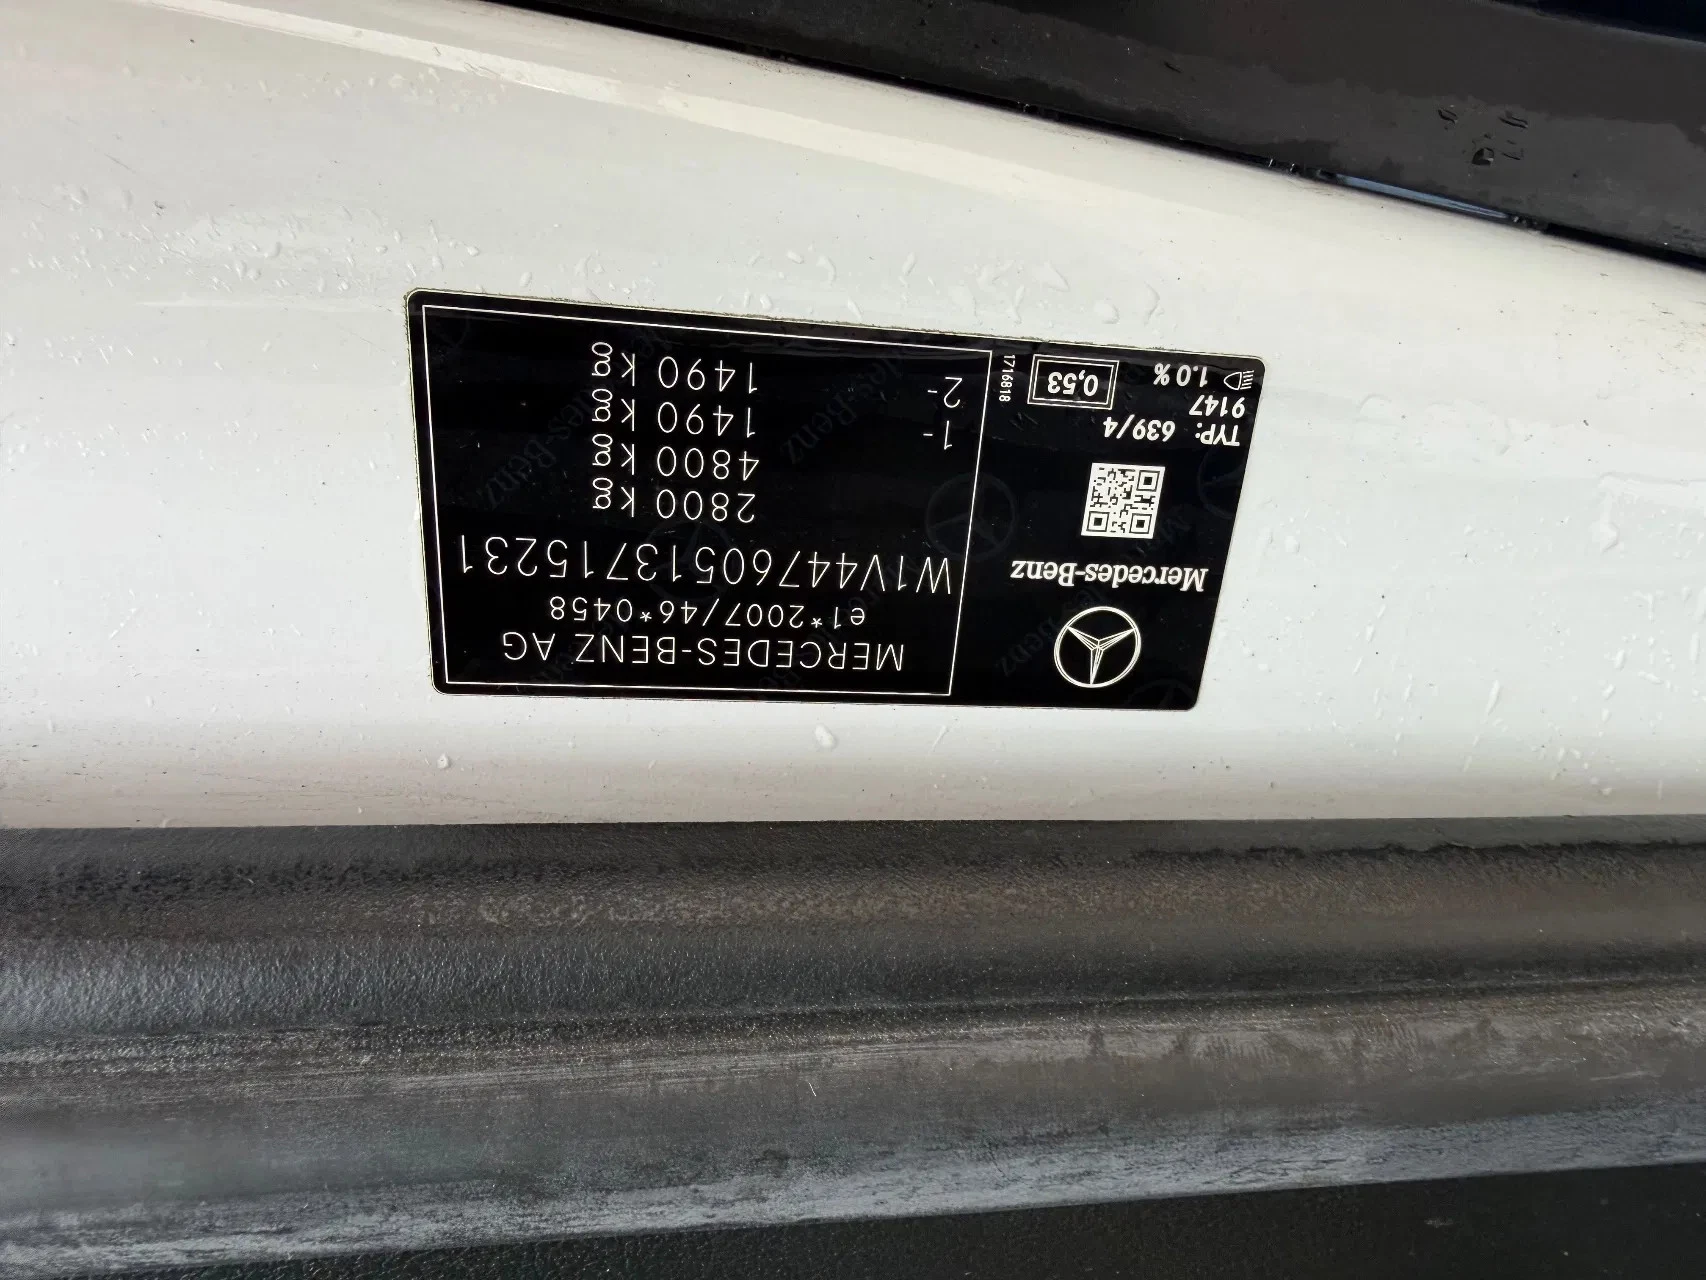 Mercedes-Benz
TYP: 639/4
9147
1.0%
0,53
1716818
MERCEDES-BENZ AG
e1*2007/46*0458
W1V44760513715231
2800 kg
4800 kg
1- 1490 kg
2- 1490 kg